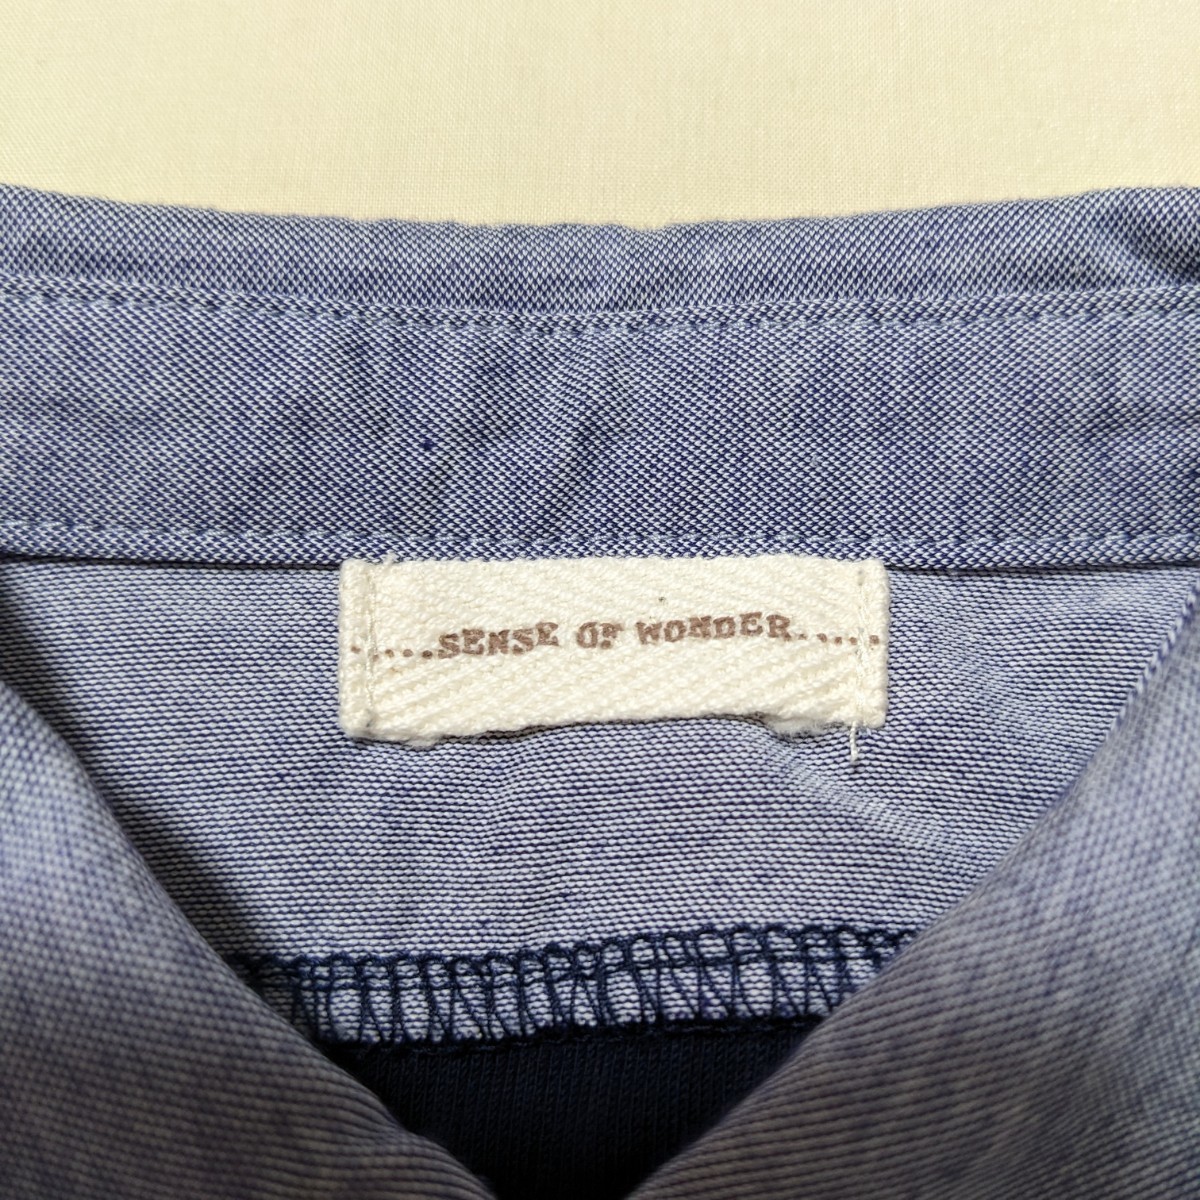 .....SENSE OF WONDER.....